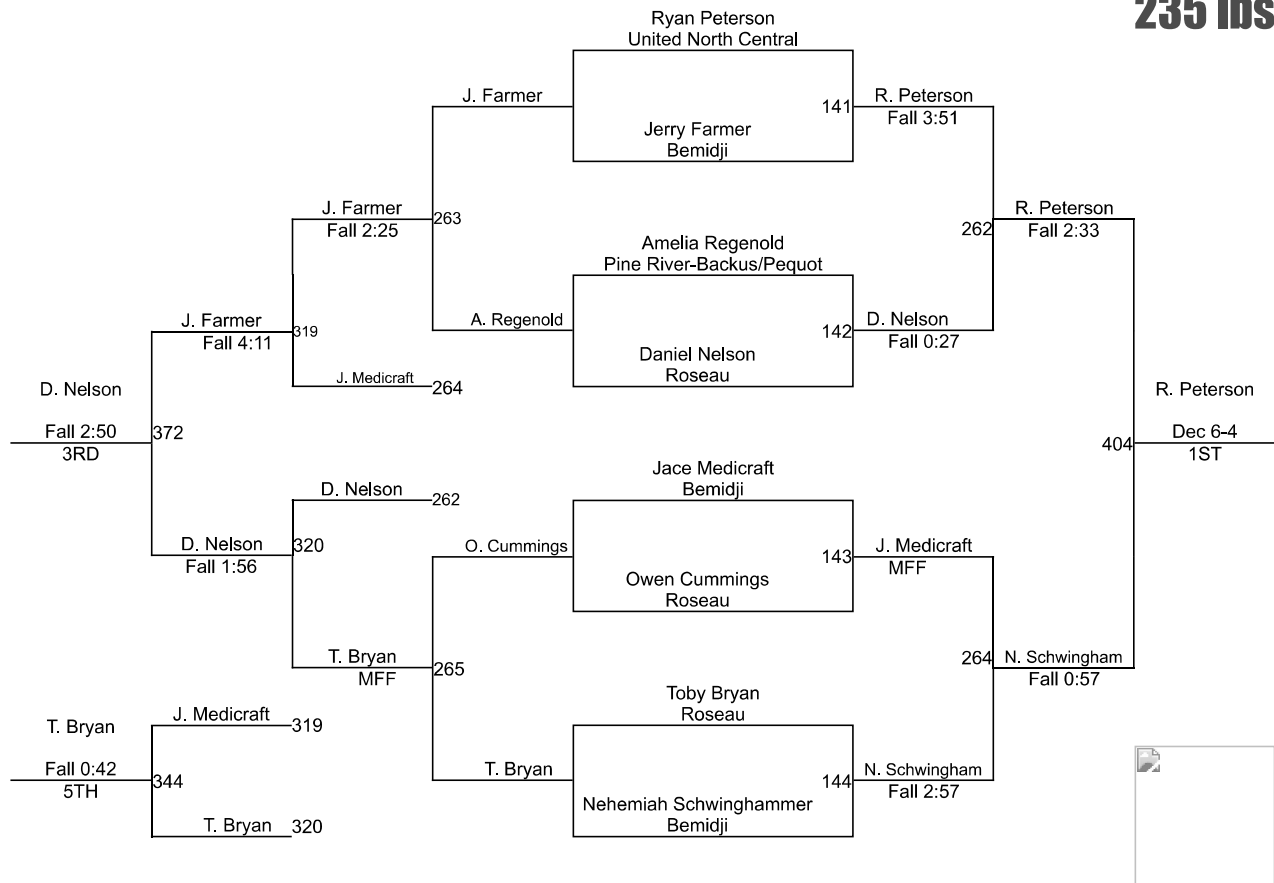 235 lbs
Ryan Peterson
United North Central
J. Farmer
141
R. Peterson
Fall 3:51
Jerry Farmer
Bemidji
J. Farmer
Fall 2:25
263
262
R. Peterson
Fall 2:33
Amelia Regenold
Pine River-Backus/Pequot
J. Farmer
Fall 4:11
319
A. Regenold
142
D. Nelson
Fall 0:27
Daniel Nelson
Roseau
J. Medicraft
264
D. Nelson
Fall 2:50
3RD
372
R. Peterson
404
Dec 6-4
1ST
Jace Medicraft
Bemidji
D. Nelson
262
D. Nelson
Fall 1:56
320
O. Cummings
143
J. Medicraft
MFF
Owen Cummings
Roseau
T. Bryan
MFF
265
264
N. Schwingham
Fall 0:57
Toby Bryan
Roseau
J. Medicraft
319
T. Bryan
Fall 0:42
5TH
344
T. Bryan
144
N. Schwingham
Fall 2:57
Nehemiah Schwinghammer
Bemidji
T. Bryan
320